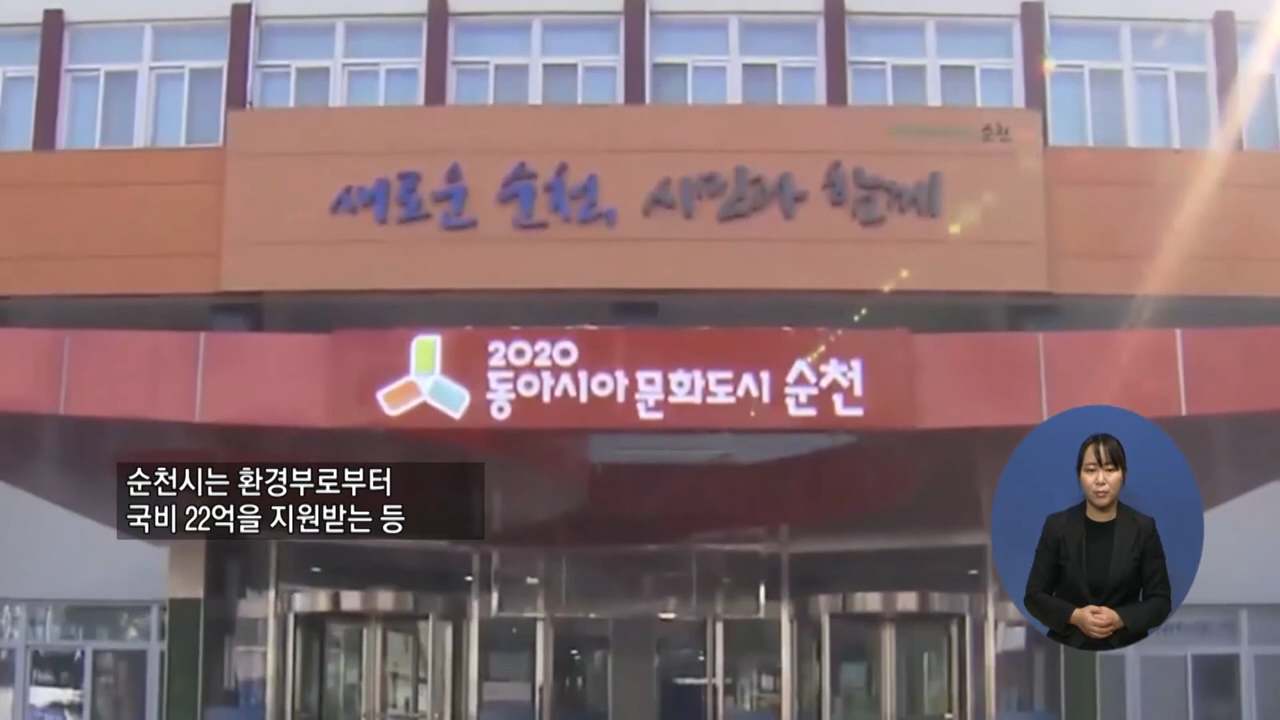 순천
새로운 순천, 시민과 함께
2020
동아시아 문화도시 순천
순천시는 환경부로부터
국비 22억을 지원받는 등